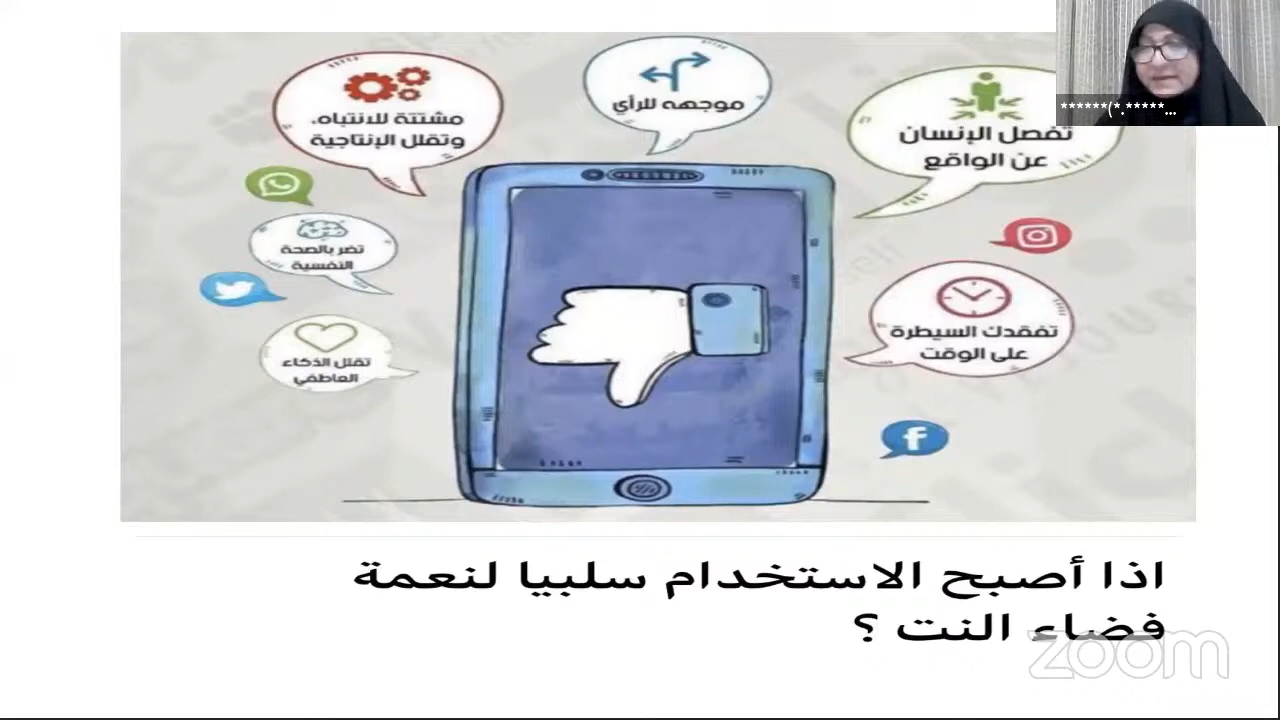 ******(*.*****...
تفصل الإنسان
عن الواقع
موجهه للرأي
مشتتة للانتباه،
وتقلل الإنتاجية
تضر بالصحة
النفسية
تقلل الذكاء
العاطفي
تفقدك السيطرة
على الوقت
اذا أصبح الاستخدام سلبيا لنعمة
فضاء النت ؟
zoom